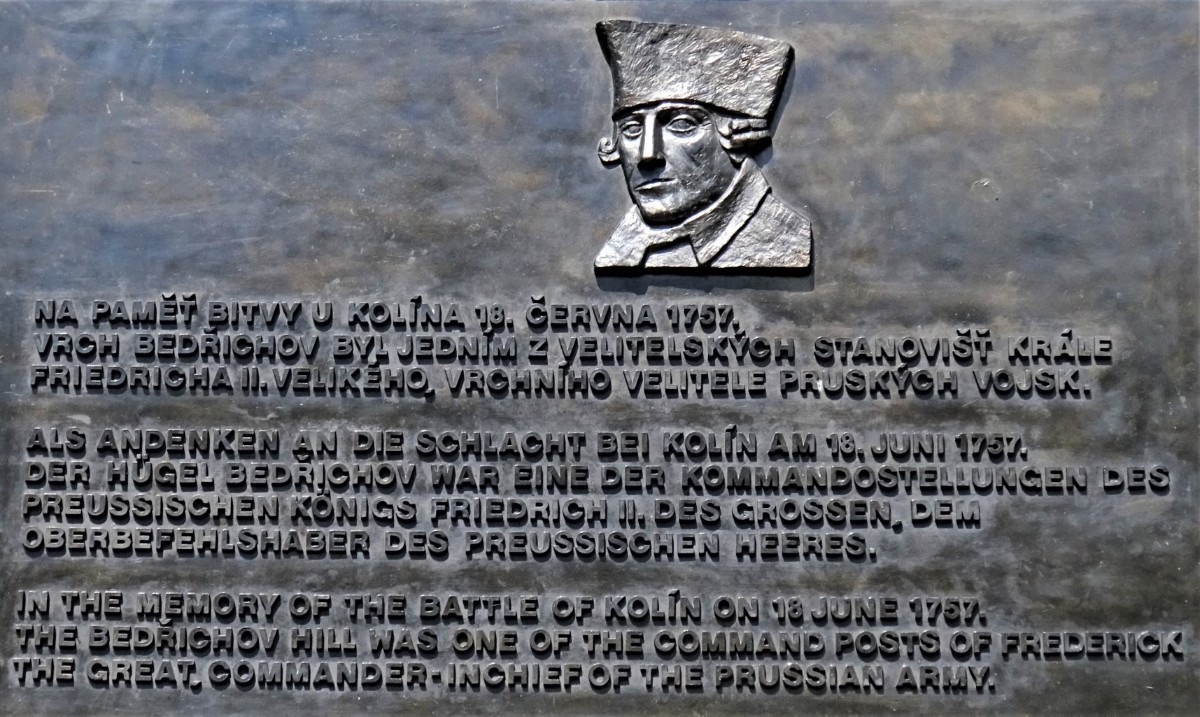 NA PAMĚŤ BITVY U KOLÍNA 18. ČERVNA 1757.
VRCH BEDŘICHOV BYL JEDNÍM Z VELITELSKÝCH STANOVIŠŤ KRÁLE
FRIEDRICHA II. VELIKÉHO, VRCHNÍHO VELITELE PRUSKÝCH VOJSK.
ALS ANDENKEN AN DIE SCHLACHT BEI KOLÍN AM 18. JUNI 1757.
DER HÜGEL BEDŘICHOV WAR EINE DER KOMMANDOSTELLUNGEN DES
PREUSSISCHEN KÖNIGS FRIEDRICH II. DES GROSSEN, DEM
OBERBEFEHLSHABER DES PREUSSISCHEN HEERES.
IN THE MEMORY OF THE BATTLE OF KOLÍN ON 18 JUNE 1757.
THE BEDŘICHOV HILL WAS ONE OF THE COMMAND POSTS OF FREDERICK
THE GREAT, COMMANDER-INCHIEF OF THE PRUSSIAN ARMY.